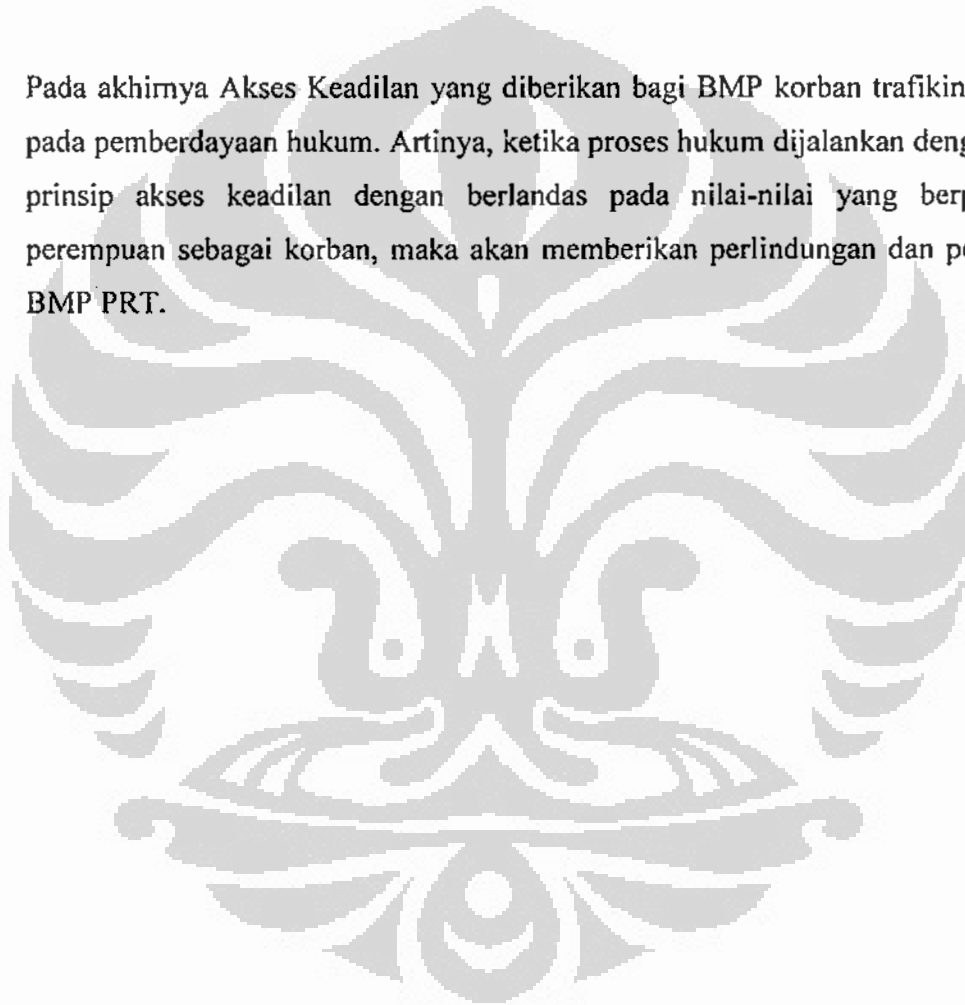 Pada akhirnya Akses Keadilan yang diberikan bagi BMP korban trafikin
pada pemberdayaan hukum. Artinya, ketika proses hukum dijalankan deng
prinsip akses keadilan dengan berlandas pada nilai-nilai yang berp
perempuan sebagai korban, maka akan memberikan perlindungan dan pe
BMP PRT.